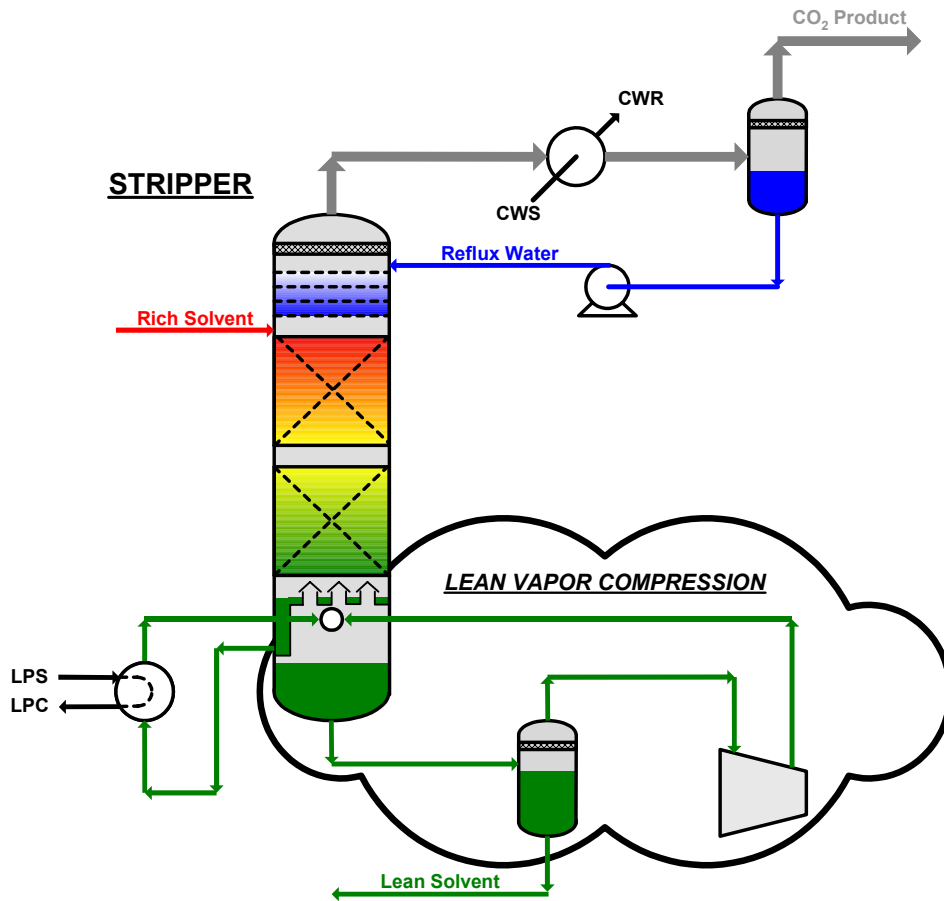 CO₂ Product
CWR
STRIPPER
CWS
Reflux Water
Rich Solvent
LEAN VAPOR COMPRESSION
LPS
LPC
Lean Solvent